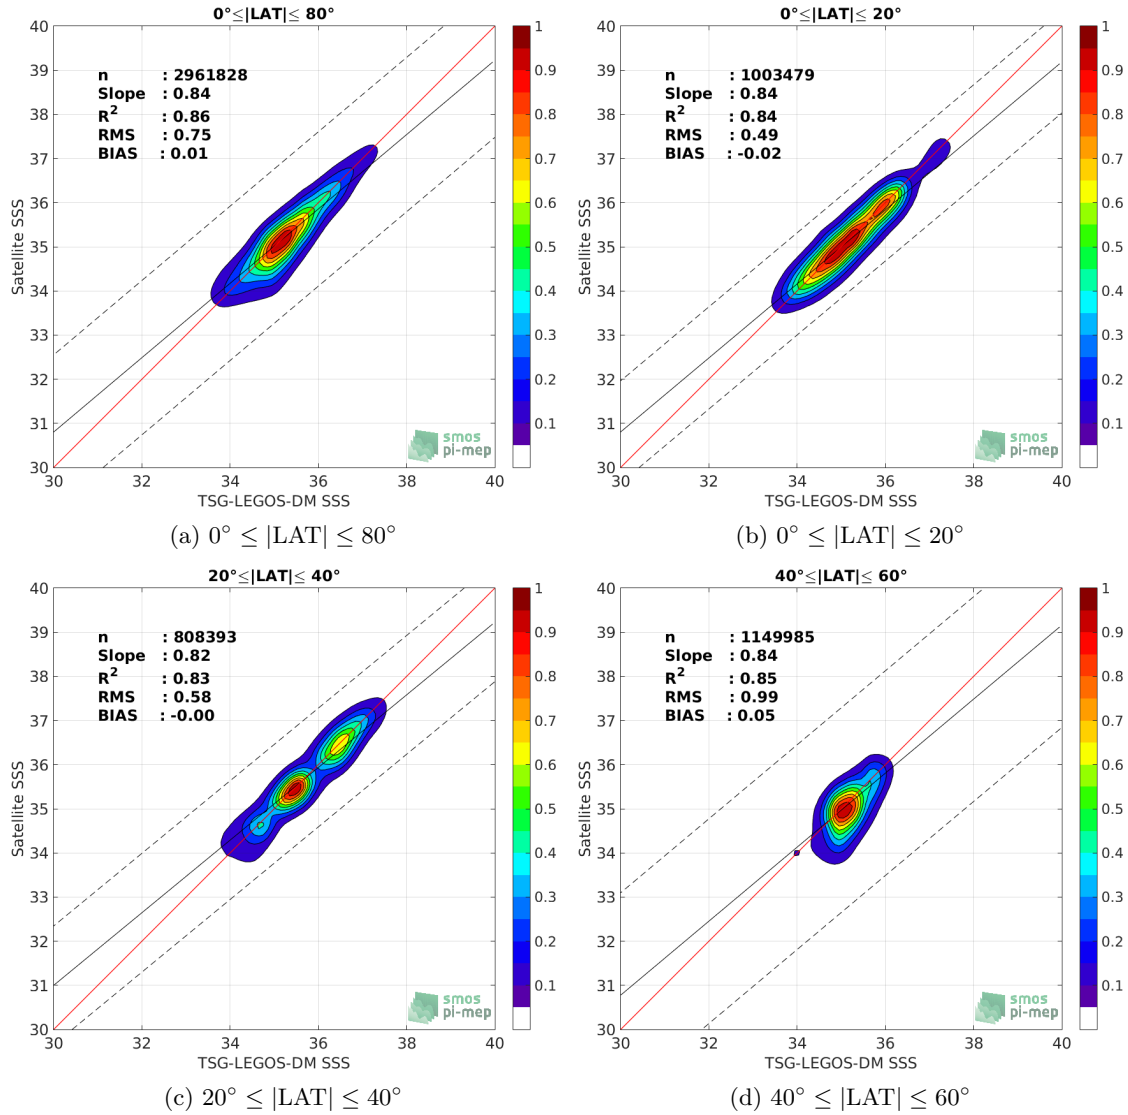 0°≤|LAT|≤ 80°
n : 2961828
Slope : 0.84
R2 : 0.86
RMS : 0.75
BIAS : 0.01
40
39
38
37
36
35
34
33
32
31
30
Satellite SSS
30 32 34 36 38 40
TSG-LEGOS-DM SSS
1
0.9
0.8
0.7
0.6
0.5
0.4
0.3
0.2
0.1
smos
pi-mep
(a) 0° ≤ |LAT| ≤ 80°
0°≤|LAT|≤ 20°
n : 1003479
Slope : 0.84
R2 : 0.84
RMS : 0.49
BIAS : -0.02
40
39
38
37
36
35
34
33
32
31
30
Satellite SSS
30 32 34 36 38 40
TSG-LEGOS-DM SSS
1
0.9
0.8
0.7
0.6
0.5
0.4
0.3
0.2
0.1
smos
pi-mep
(b) 0° ≤ |LAT| ≤ 20°
20°≤|LAT|≤ 40°
n : 808393
Slope : 0.82
R2 : 0.83
RMS : 0.58
BIAS : -0.00
40
39
38
37
36
35
34
33
32
31
30
Satellite SSS
30 32 34 36 38 40
TSG-LEGOS-DM SSS
1
0.9
0.8
0.7
0.6
0.5
0.4
0.3
0.2
0.1
smos
pi-mep
(c) 20° ≤ |LAT| ≤ 40°
40°≤|LAT|≤ 60°
n : 1149985
Slope : 0.84
R2 : 0.85
RMS : 0.99
BIAS : 0.05
40
39
38
37
36
35
34
33
32
31
30
Satellite SSS
30 32 34 36 38 40
TSG-LEGOS-DM SSS
1
0.9
0.8
0.7
0.6
0.5
0.4
0.3
0.2
0.1
smos
pi-mep
(d) 40° ≤ |LAT| ≤ 60°